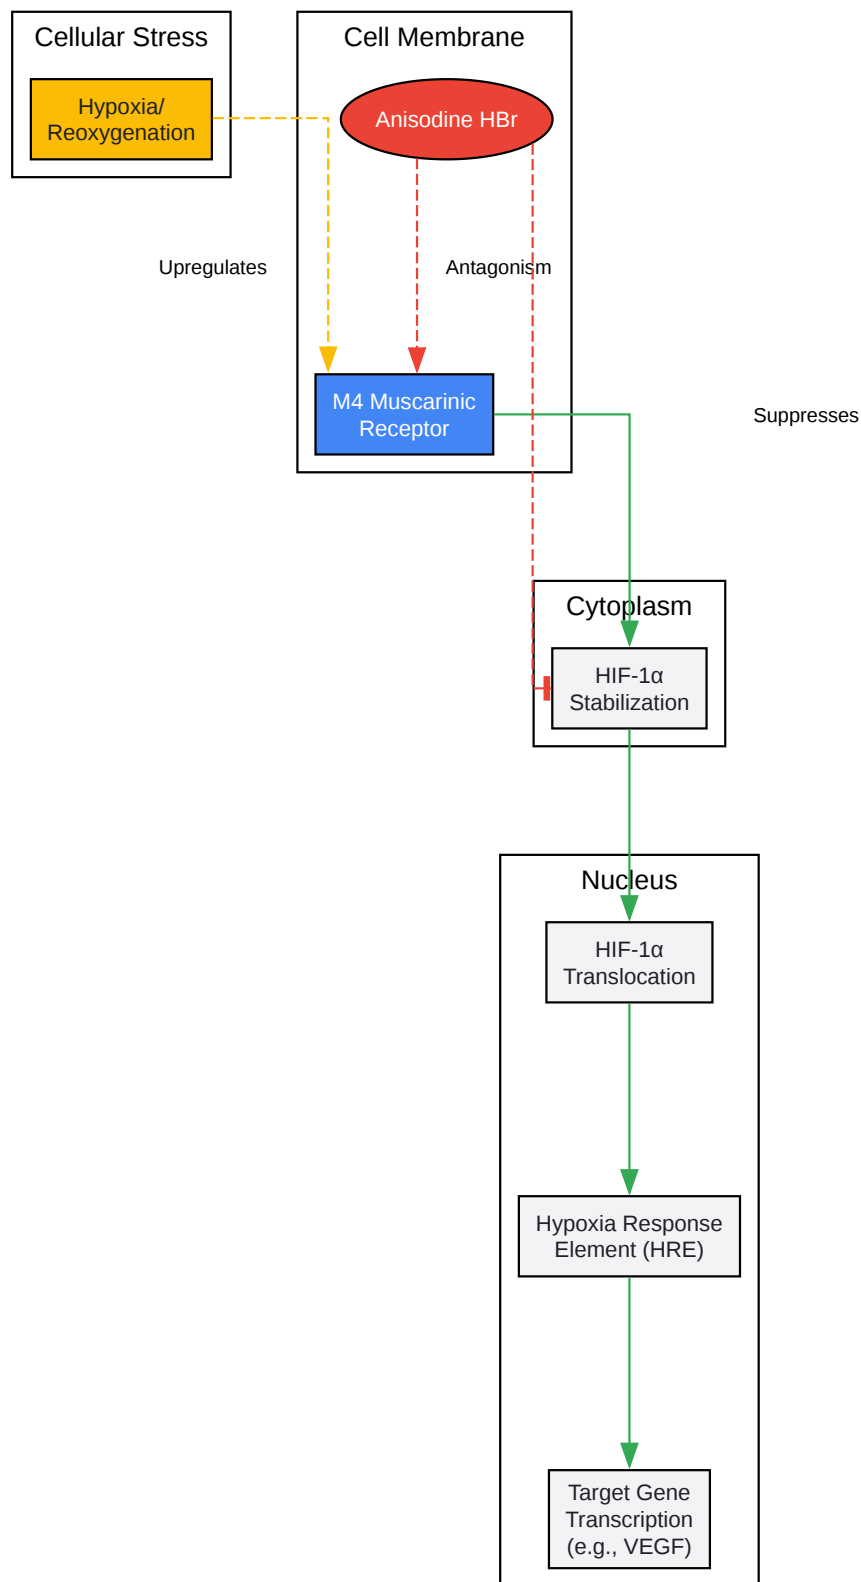 Cellular Stress
Cell Membrane
Hypoxia/
Reoxygenation
Anisodine HBr
Upregulates
Antagonism
M4 Muscarinic
Receptor
Suppresses
Cytoplasm
HIF-1α
Stabilization
Nucleus
HIF-1α
Translocation
Hypoxia Response
Element (HRE)
Target Gene
Transcription
(e.g., VEGF)